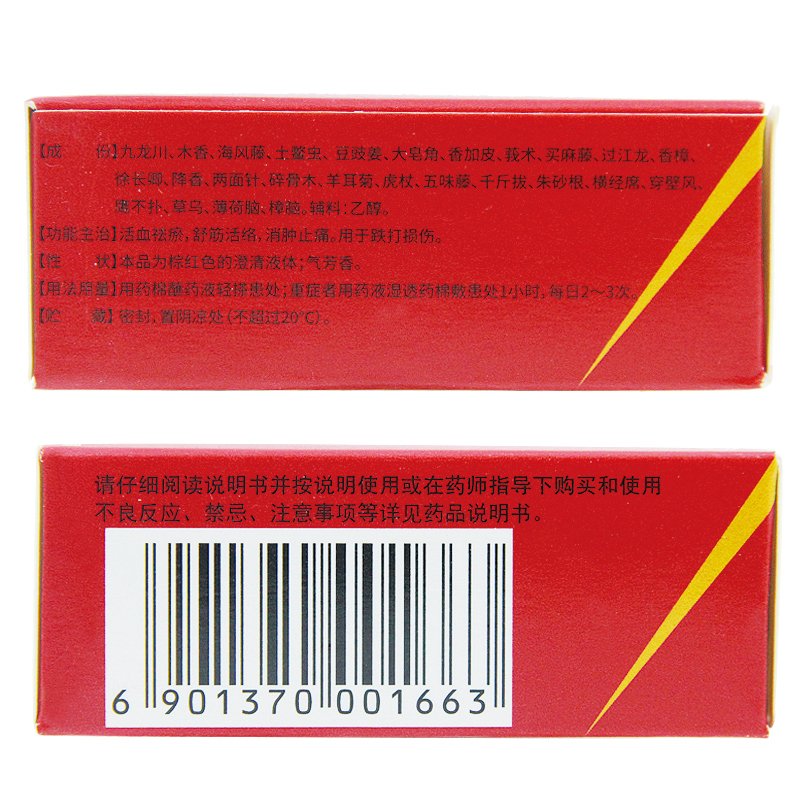 【成　　份】九龙川、木香、海风藤、土鳖虫、豆豉姜、大皂角、香加皮、莪术、买麻藤、过江龙、香樟、
徐长卿、降香、两面针、碎骨木、羊耳菊、虎杖、五味藤、千斤拔、朱砂根、横经席、穿壁风、
鹰不扑、草乌、薄荷脑、樟脑。辅料:乙醇。
【功能主治】活血祛瘀,舒筋活络,消肿止痛。用于跌打损伤。
【性　　状】本品为棕红色的澄清液体;气芳香。
【用法用量】用药棉蘸药液轻搽患处;重症者用药液湿透药棉敷患处1小时,每日2～3次。
【贮　　藏】密封,置阴凉处(不超过20℃)。
请仔细阅读说明书并按说明使用或在药师指导下购买和使用
不良反应、禁忌、注意事项等详见药品说明书。
6 901370 001663